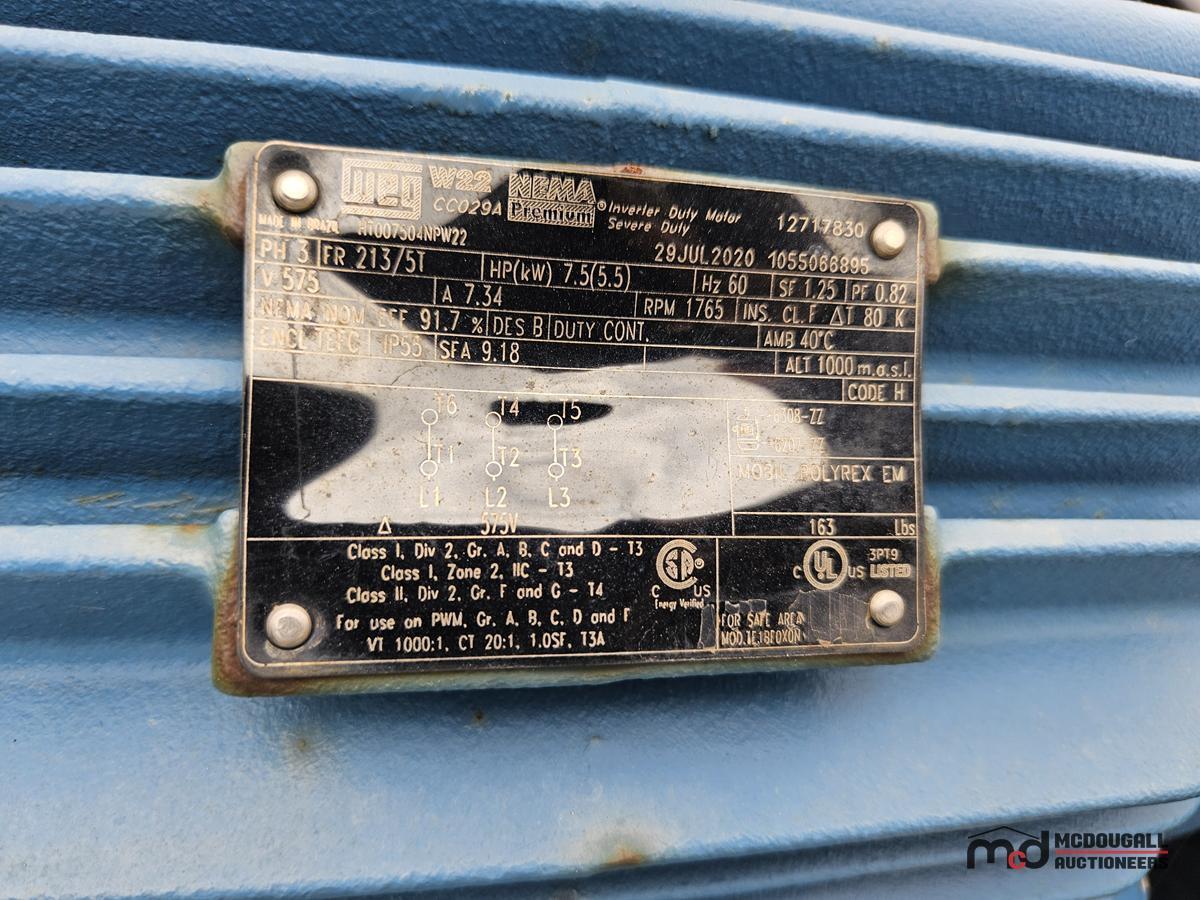 WEG W22 NEMA Premium ® Inverter Duty Motor 12717830
CC029A Severe Duty
MADE IN BRAZIL HT007504NPW22 29JUL2020 1055066895
PH 3 FR 213/5T HP(kW) 7.5(5.5) Hz 60 SF 1.25 PF 0.82
V 575 A 7.34 RPM 1765 INS. CL. F ΔT 80 K
NEMA NOM EFF 91.7 % DES B DUTY CONT. AMB 40°C
ENCL TEFC IP55 SFA 9.18 ALT 1000 m.a.s.l.
CODE H
T6 T4 T5 6308-ZZ
T1 T2 T3 ZZ
L1 L2 L3 MOBIL POLYREX EM
Δ 575V 163 Lbs
Class I, Div 2, Gr. A, B, C and D - T3
Class I, Zone 2, IIC - T3
Class II, Div 2, Gr. F and G - T4
For use on PWM, Gr. A, B, C, D and F
VT 1000:1, CT 20:1, 1.0SF, T3A
C SA US
Energy Verified
C UL US LISTED 3PT9
FOR SAFE AREA
mcd MCDOUGALL
AUCTIONEERS